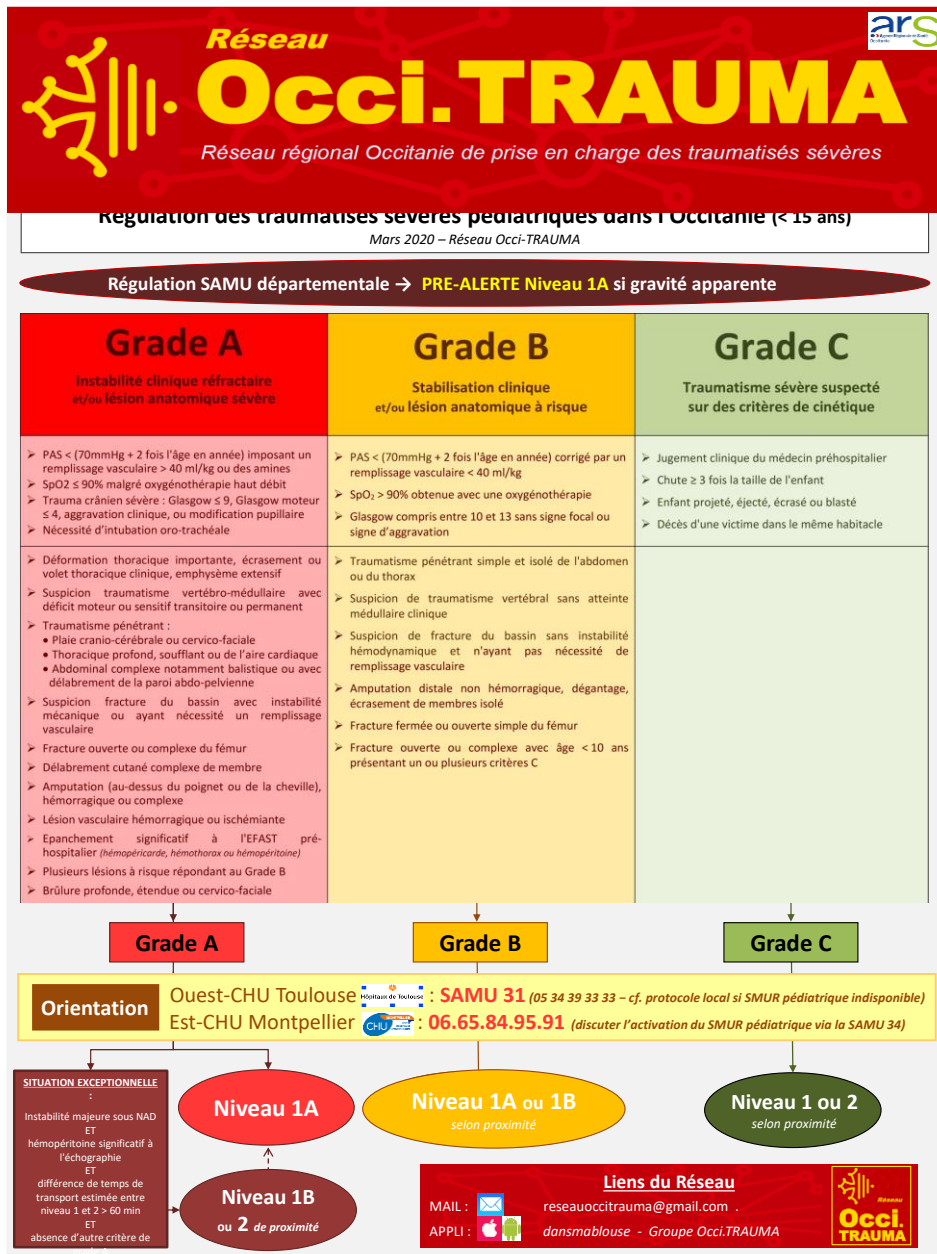 ars
Agence Régionale de Santé
Occitanie
Réseau
Occi.TRAUMA
Réseau régional Occitanie de prise en charge des traumatisés sévères
Régulation des traumatisés sévères pédiatriques dans l'Occitanie (< 15 ans)
Mars 2020 – Réseau Occi-TRAUMA
Régulation SAMU départementale → PRE-ALERTE Niveau 1A si gravité apparente
Grade A
Instabilité clinique réfractaire
et/ou lésion anatomique sévère
➢ PAS < (70mmHg + 2 fois l'âge en année) imposant un
remplissage vasculaire > 40 ml/kg ou des amines
➢ SpO2 ≤ 90% malgré oxygénothérapie haut débit
➢ Trauma crânien sévère : Glasgow ≤ 9, Glasgow moteur
≤ 4, aggravation clinique, ou modification pupillaire
➢ Nécessité d'intubation oro-trachéale
➢ Déformation thoracique importante, écrasement ou
volet thoracique clinique, emphysème extensif
➢ Suspicion traumatisme vertébro-médullaire avec
déficit moteur ou sensitif transitoire ou permanent
➢ Traumatisme pénétrant :
• Plaie cranio-cérébrale ou cervico-faciale
• Thoracique profond, soufflant ou de l'aire cardiaque
• Abdominal complexe notamment balistique ou avec
délabrement de la paroi abdo-pelvienne
➢ Suspicion fracture du bassin avec instabilité
mécanique ou ayant nécessité un remplissage
vasculaire
➢ Fracture ouverte ou complexe du fémur
➢ Délabrement cutané complexe de membre
➢ Amputation (au-dessus du poignet ou de la cheville),
hémorragique ou complexe
➢ Lésion vasculaire hémorragique ou ischémiante
➢ Epanchement significatif à l'EFAST pré-
hospitalier (hémopéricarde, hémothorax ou hémopéritoine)
➢ Plusieurs lésions à risque répondant au Grade B
➢ Brûlure profonde, étendue ou cervico-faciale
Grade B
Stabilisation clinique
et/ou lésion anatomique à risque
➢ PAS < (70mmHg + 2 fois l'âge en année) corrigé par un
remplissage vasculaire < 40 ml/kg
➢ SpO₂ > 90% obtenue avec une oxygénothérapie
➢ Glasgow compris entre 10 et 13 sans signe focal ou
signe d'aggravation
➢ Traumatisme pénétrant simple et isolé de l'abdomen
ou du thorax
➢ Suspicion de traumatisme vertébral sans atteinte
médullaire clinique
➢ Suspicion de fracture du bassin sans instabilité
hémodynamique et n'ayant pas nécessité de
remplissage vasculaire
➢ Amputation distale non hémorragique, dégantage,
écrasement de membres isolé
➢ Fracture fermée ou ouverte simple du fémur
➢ Fracture ouverte ou complexe avec âge < 10 ans
présentant un ou plusieurs critères C
Grade C
Traumatisme sévère suspecté
sur des critères de cinétique
➢ Jugement clinique du médecin préhospitalier
➢ Chute ≥ 3 fois la taille de l'enfant
➢ Enfant projeté, éjecté, écrasé ou blasté
➢ Décès d'une victime dans le même habitacle
Grade A
Grade B
Grade C
Orientation
Ouest-CHU Toulouse Hôpitaux de Toulouse : SAMU 31 (05 34 39 33 33 – cf. protocole local si SMUR pédiatrique indisponible)
Est-CHU Montpellier CHU : 06.65.84.95.91 (discuter l'activation du SMUR pédiatrique via la SAMU 34)
SITUATION EXCEPTIONNELLE
:
Instabilité majeure sous NAD
ET
hémopéritoine significatif à
l'échographie
ET
différence de temps de
transport estimée entre
niveau 1 et 2 > 60 min
ET
absence d'autre critère de
Niveau 1A
Niveau 1B
ou 2 de proximité
Niveau 1A ou 1B
selon proximité
Niveau 1 ou 2
selon proximité
Liens du Réseau
MAIL : reseauoccitrauma@gmail.com .
APPLI : dansmablouse - Groupe Occi.TRAUMA
Réseau
Occi.
TRAUMA